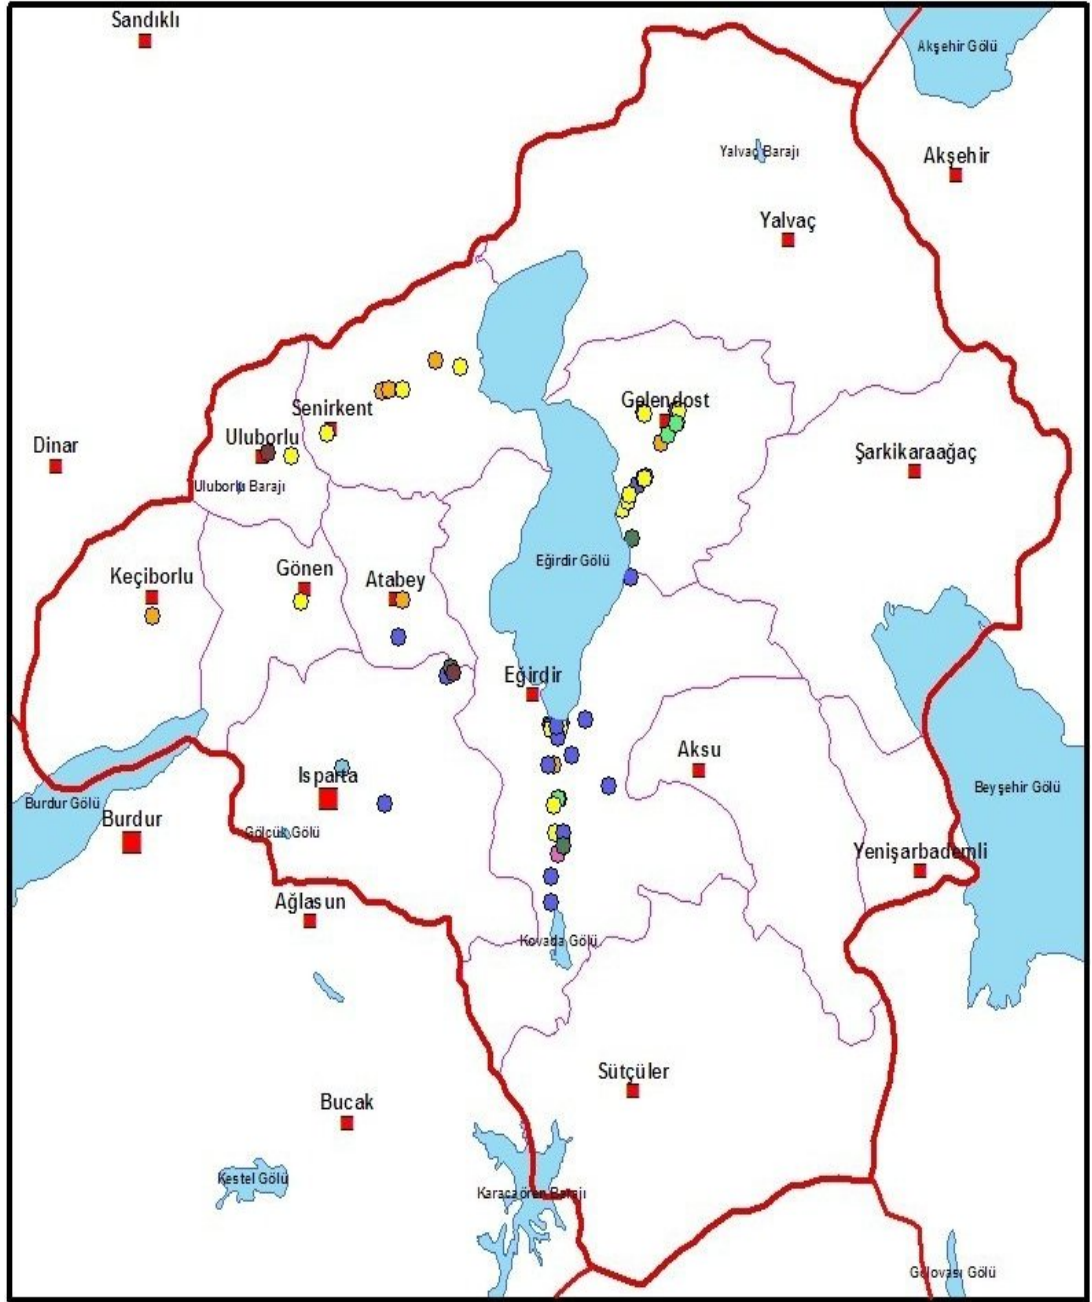 Sandıklı
Akşehir Gölü
Yalvaç Barajı
Akşehir
Yalvaç
Gelendost
Senirkent
Uluborlu
Dinar
Şarkikaraağaç
Uluborlu Barajı
Eğirdir Gölü
Gönen
Keçiborlu
Atabey
Eğirdir
Aksu
Isparta
Beyşehir Gölü
Burdur Gölü
Burdur
Gölcük Gölü
Yenişarbademli
Ağlasun
Kovada Gölü
Sütçüler
Bucak
Kestel Gölü
Karacaören Barajı
Gölovası Gölü